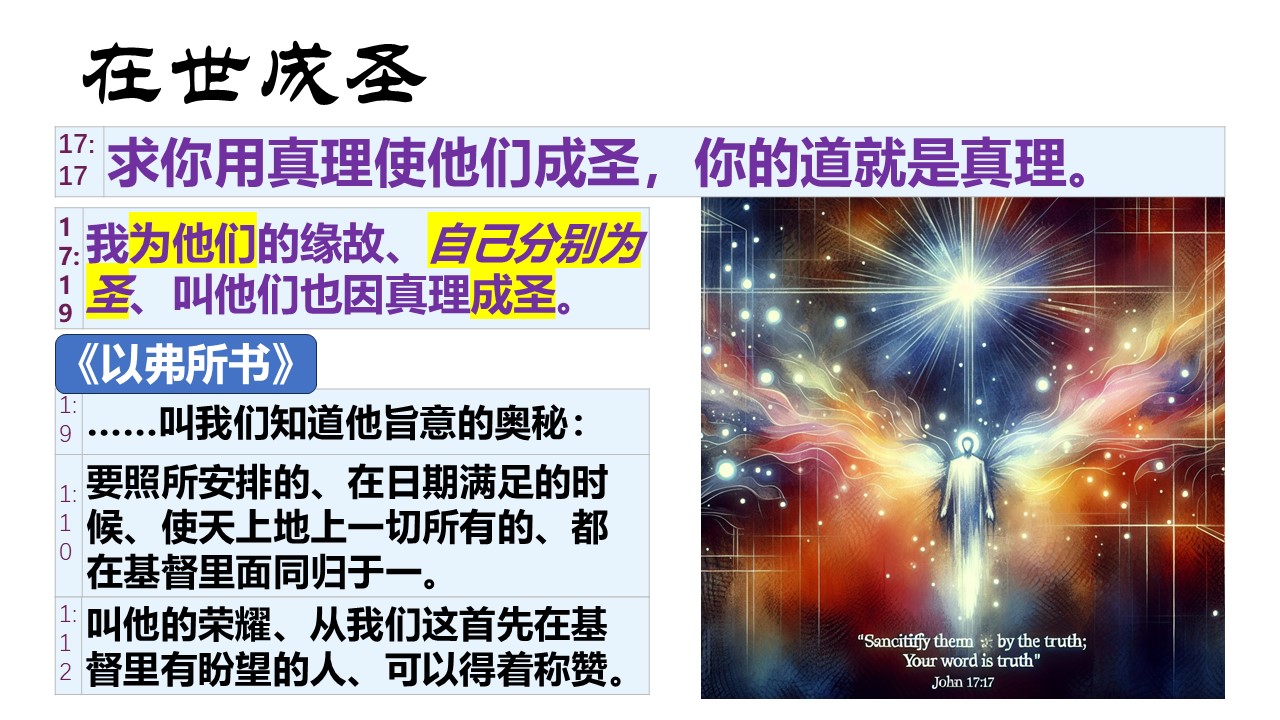 在世成圣
17:
17
求你用真理使他们成圣，你的道就是真理。
1
7:
1
9
我为他们的缘故、自己分别为
圣、叫他们也因真理成圣。
《以弗所书》
1:
9
……叫我们知道他旨意的奥秘：
1:
1
0
要照所安排的、在日期满足的时
候、使天上地上一切所有的、都
在基督里面同归于一。
1:
1
2
叫他的荣耀、从我们这首先在基
督里有盼望的人、可以得着称赞。
"Sancitifjy therm by the truth;
Your word is truth"
John 17:17